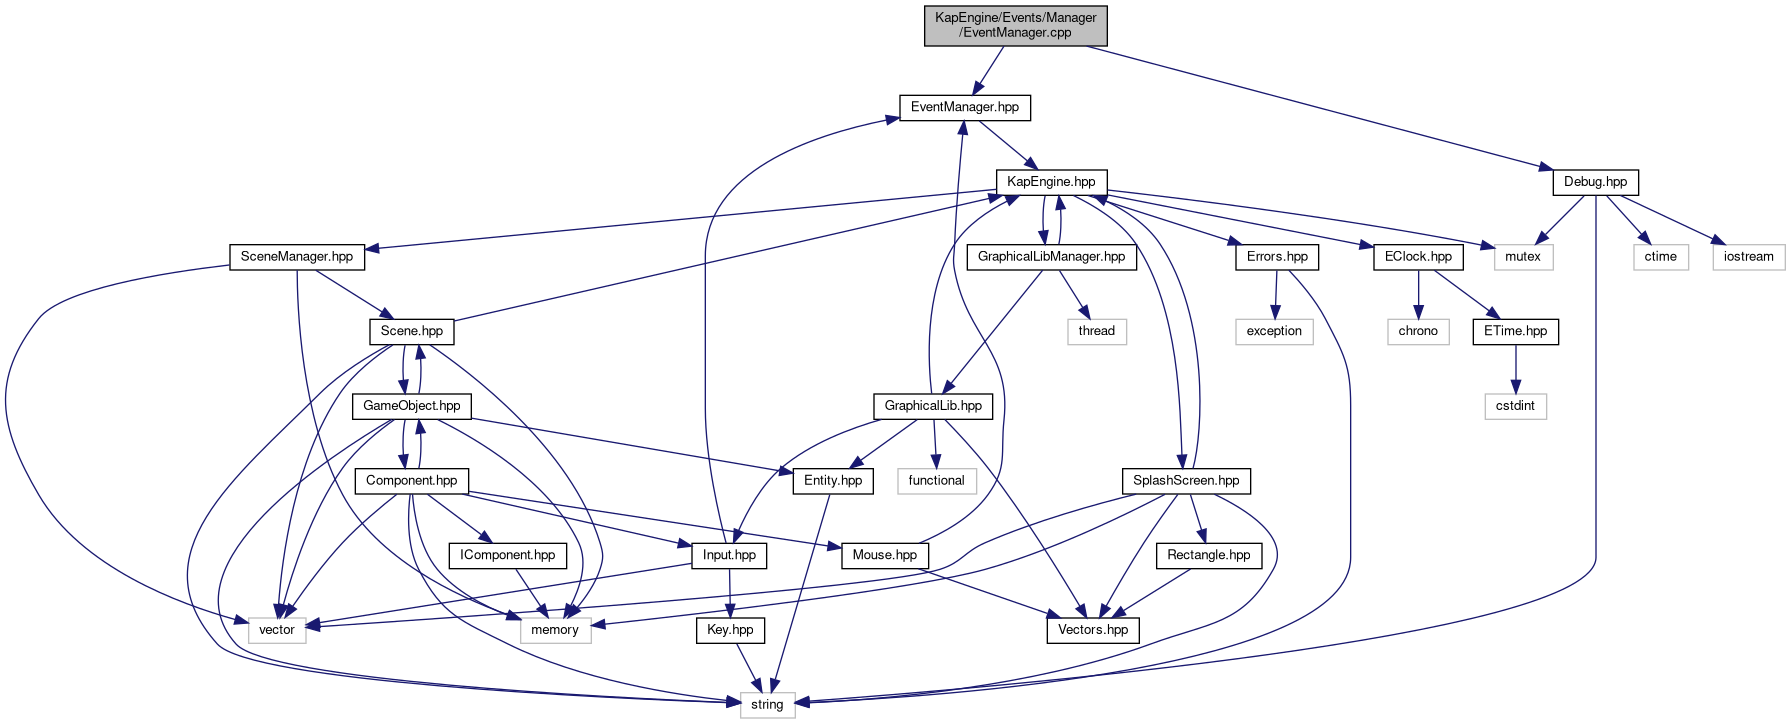 KapEngine/Events/Manager
/EventManager.cpp
EventManager.hpp
KapEngine.hpp
Debug.hpp
SceneManager.hpp
GraphicalLibManager.hpp
Errors.hpp
EClock.hpp
mutex
ctime
iostream
Scene.hpp
thread
exception
chrono
ETime.hpp
GameObject.hpp
GraphicalLib.hpp
cstdint
Component.hpp
Entity.hpp
functional
SplashScreen.hpp
IComponent.hpp
Input.hpp
Mouse.hpp
Rectangle.hpp
vector
memory
Key.hpp
Vectors.hpp
string